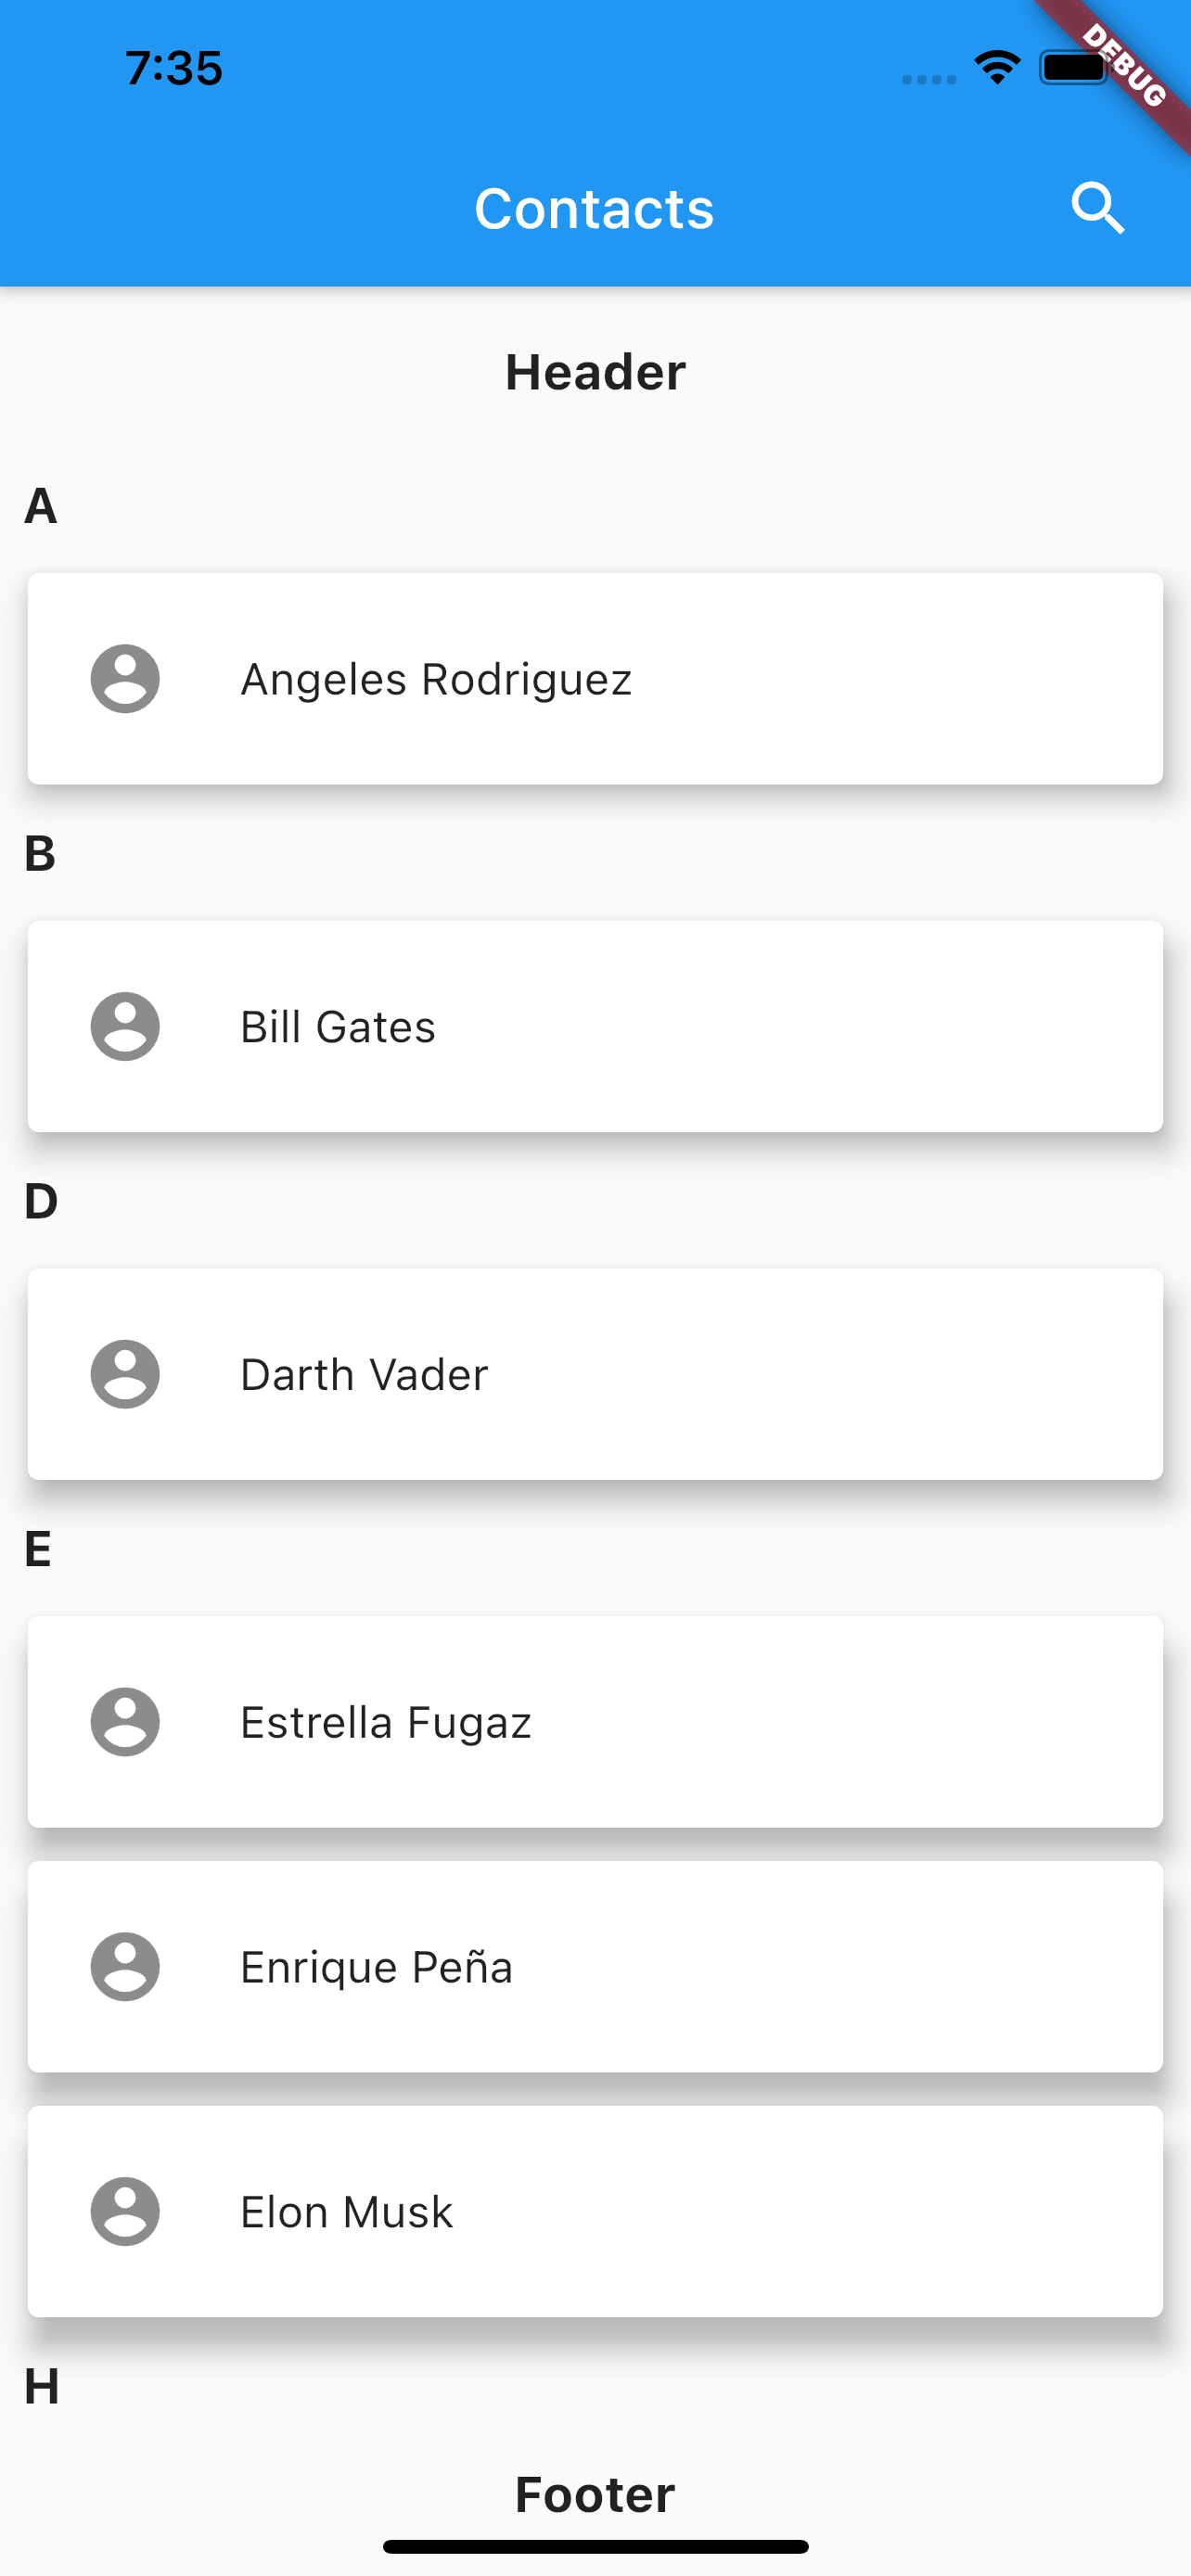 7:35
DEBUG
Contacts
Header
A
Angeles Rodriguez
B
Bill Gates
D
Darth Vader
E
Estrella Fugaz
Enrique Peña
Elon Musk
H
Footer